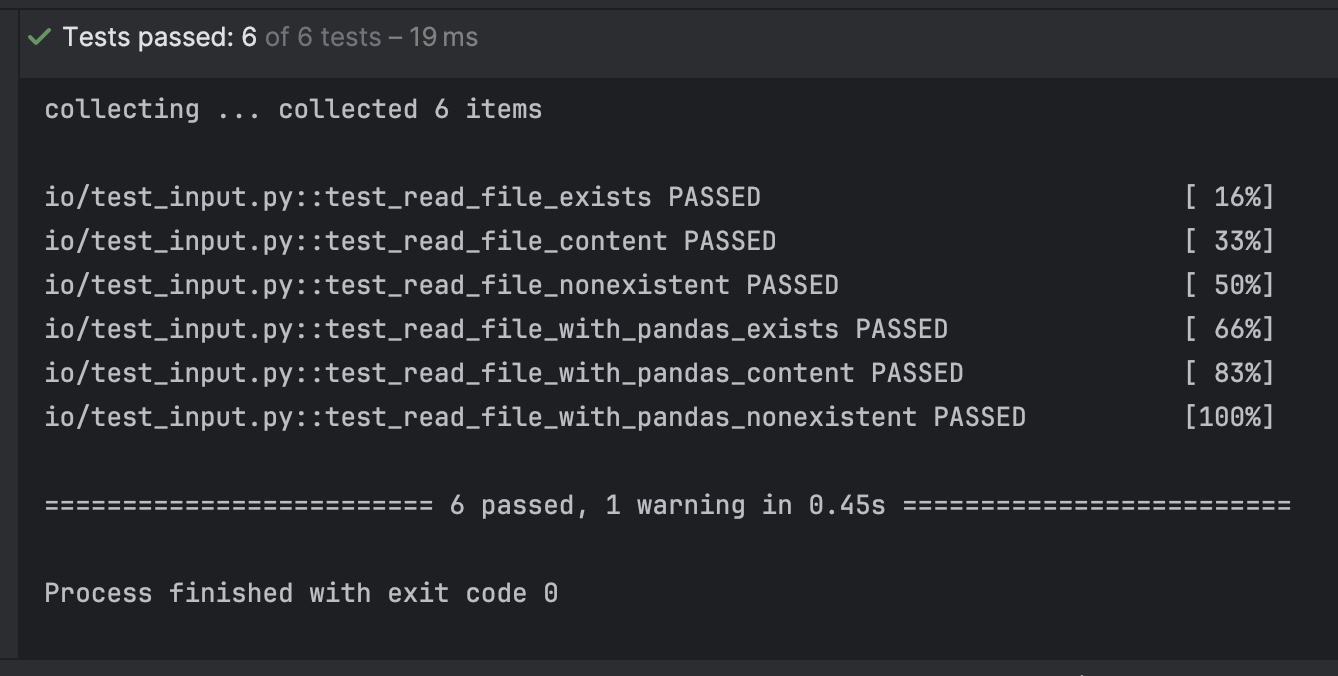 Tests passed: 6 of 6 tests – 19 ms
collecting ... collected 6 items
io/test_input.py::test_read_file_exists PASSED [ 16%]
io/test_input.py::test_read_file_content PASSED [ 33%]
io/test_input.py::test_read_file_nonexistent PASSED [ 50%]
io/test_input.py::test_read_file_with_pandas_exists PASSED [ 66%]
io/test_input.py::test_read_file_with_pandas_content PASSED [ 83%]
io/test_input.py::test_read_file_with_pandas_nonexistent PASSED [100%]
========================= 6 passed, 1 warning in 0.45s =========================
Process finished with exit code 0